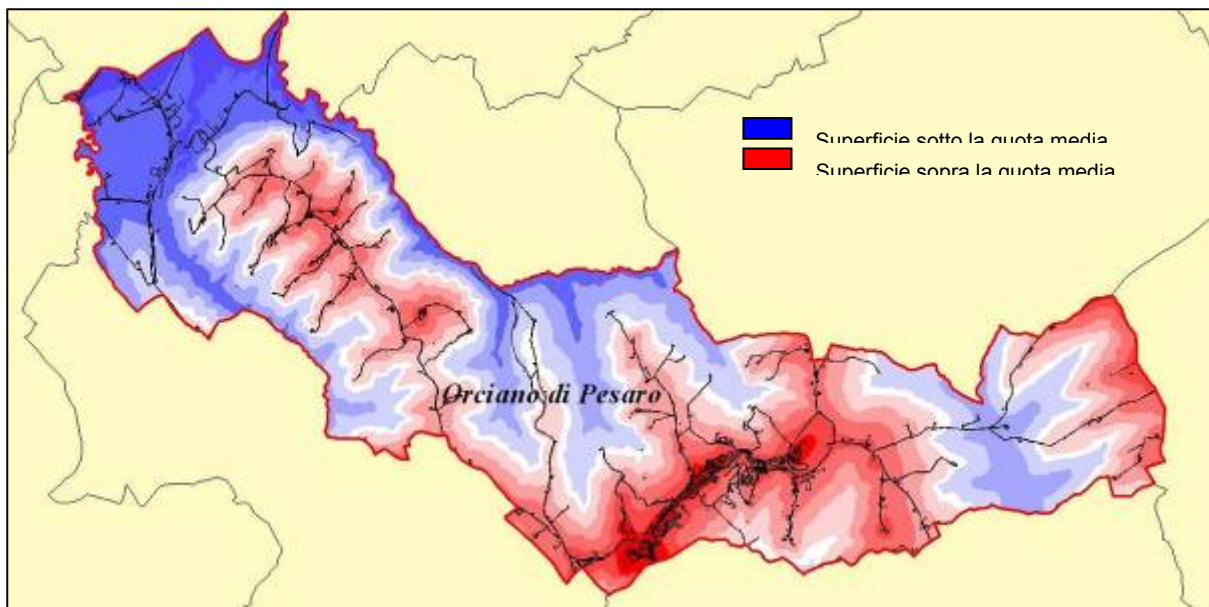 Superficie sotto la quota media
Superficie sopra la quota media
Orciano di Pesaro